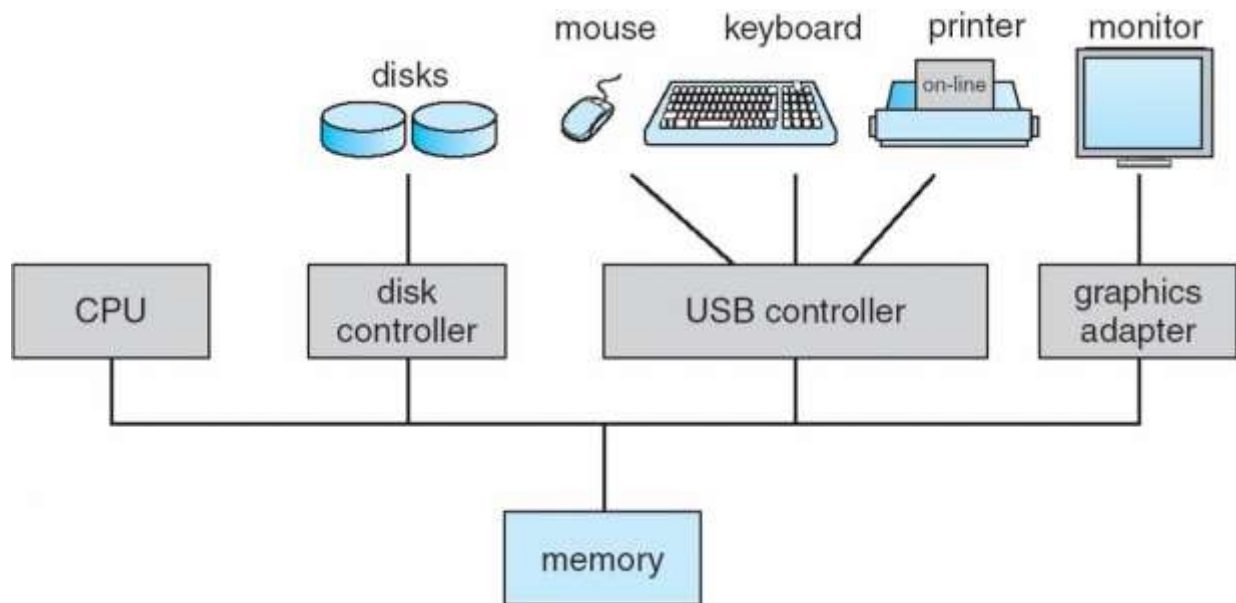 mouse
keyboard
printer
monitor
disks
on-line
CPU
disk
controller
USB controller
graphics
adapter
memory